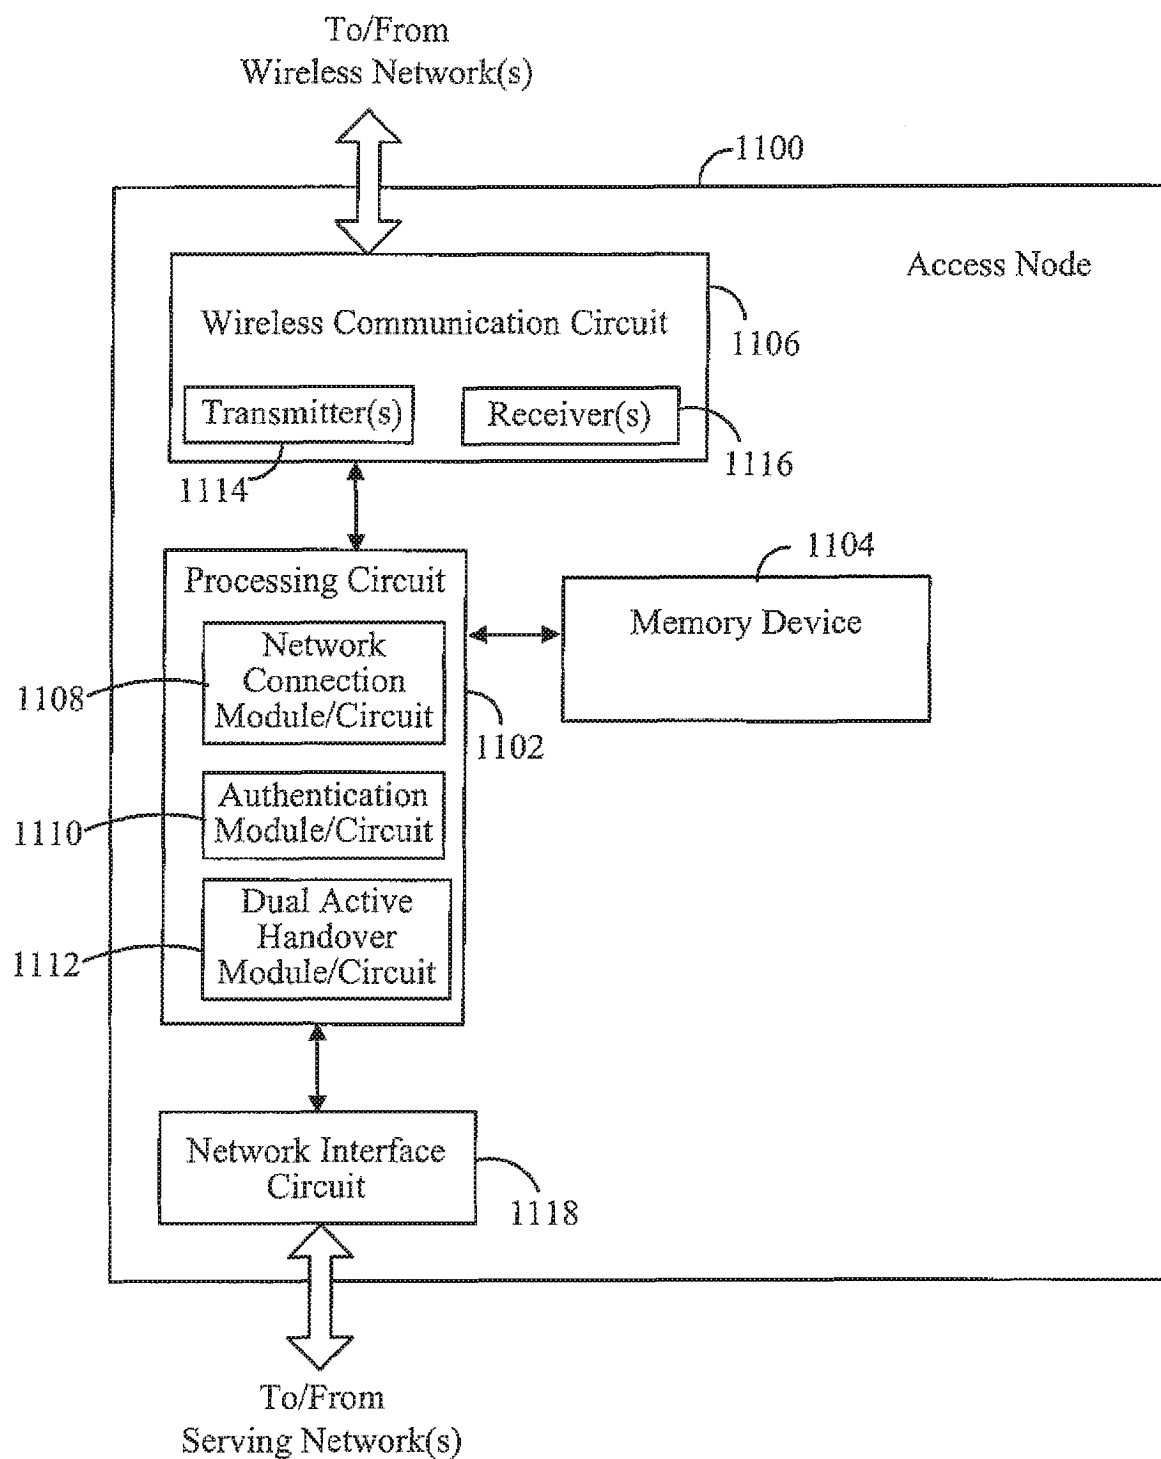 To/From
Wireless Network(s)
1100
Access Node
Wireless Communication Circuit
1106
Transmitter(s)
Receiver(s)
1114
1116
Processing Circuit
1104
Memory Device
Network
Connection
Module/Circuit
1108
1102
Authentication
Module/Circuit
1110
Dual Active
Handover
Module/Circuit
1112
Network Interface
Circuit
1118
To/From
Serving Network(s)